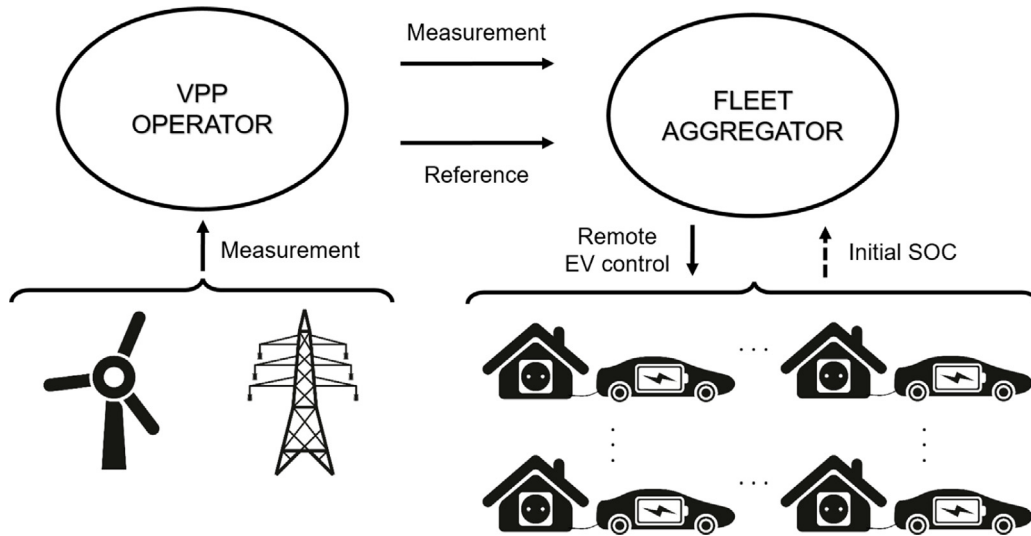 VPP
OPERATOR
Measurement
Reference
FLEET
AGGREGATOR
Measurement
Remote
EV control
Initial SOC